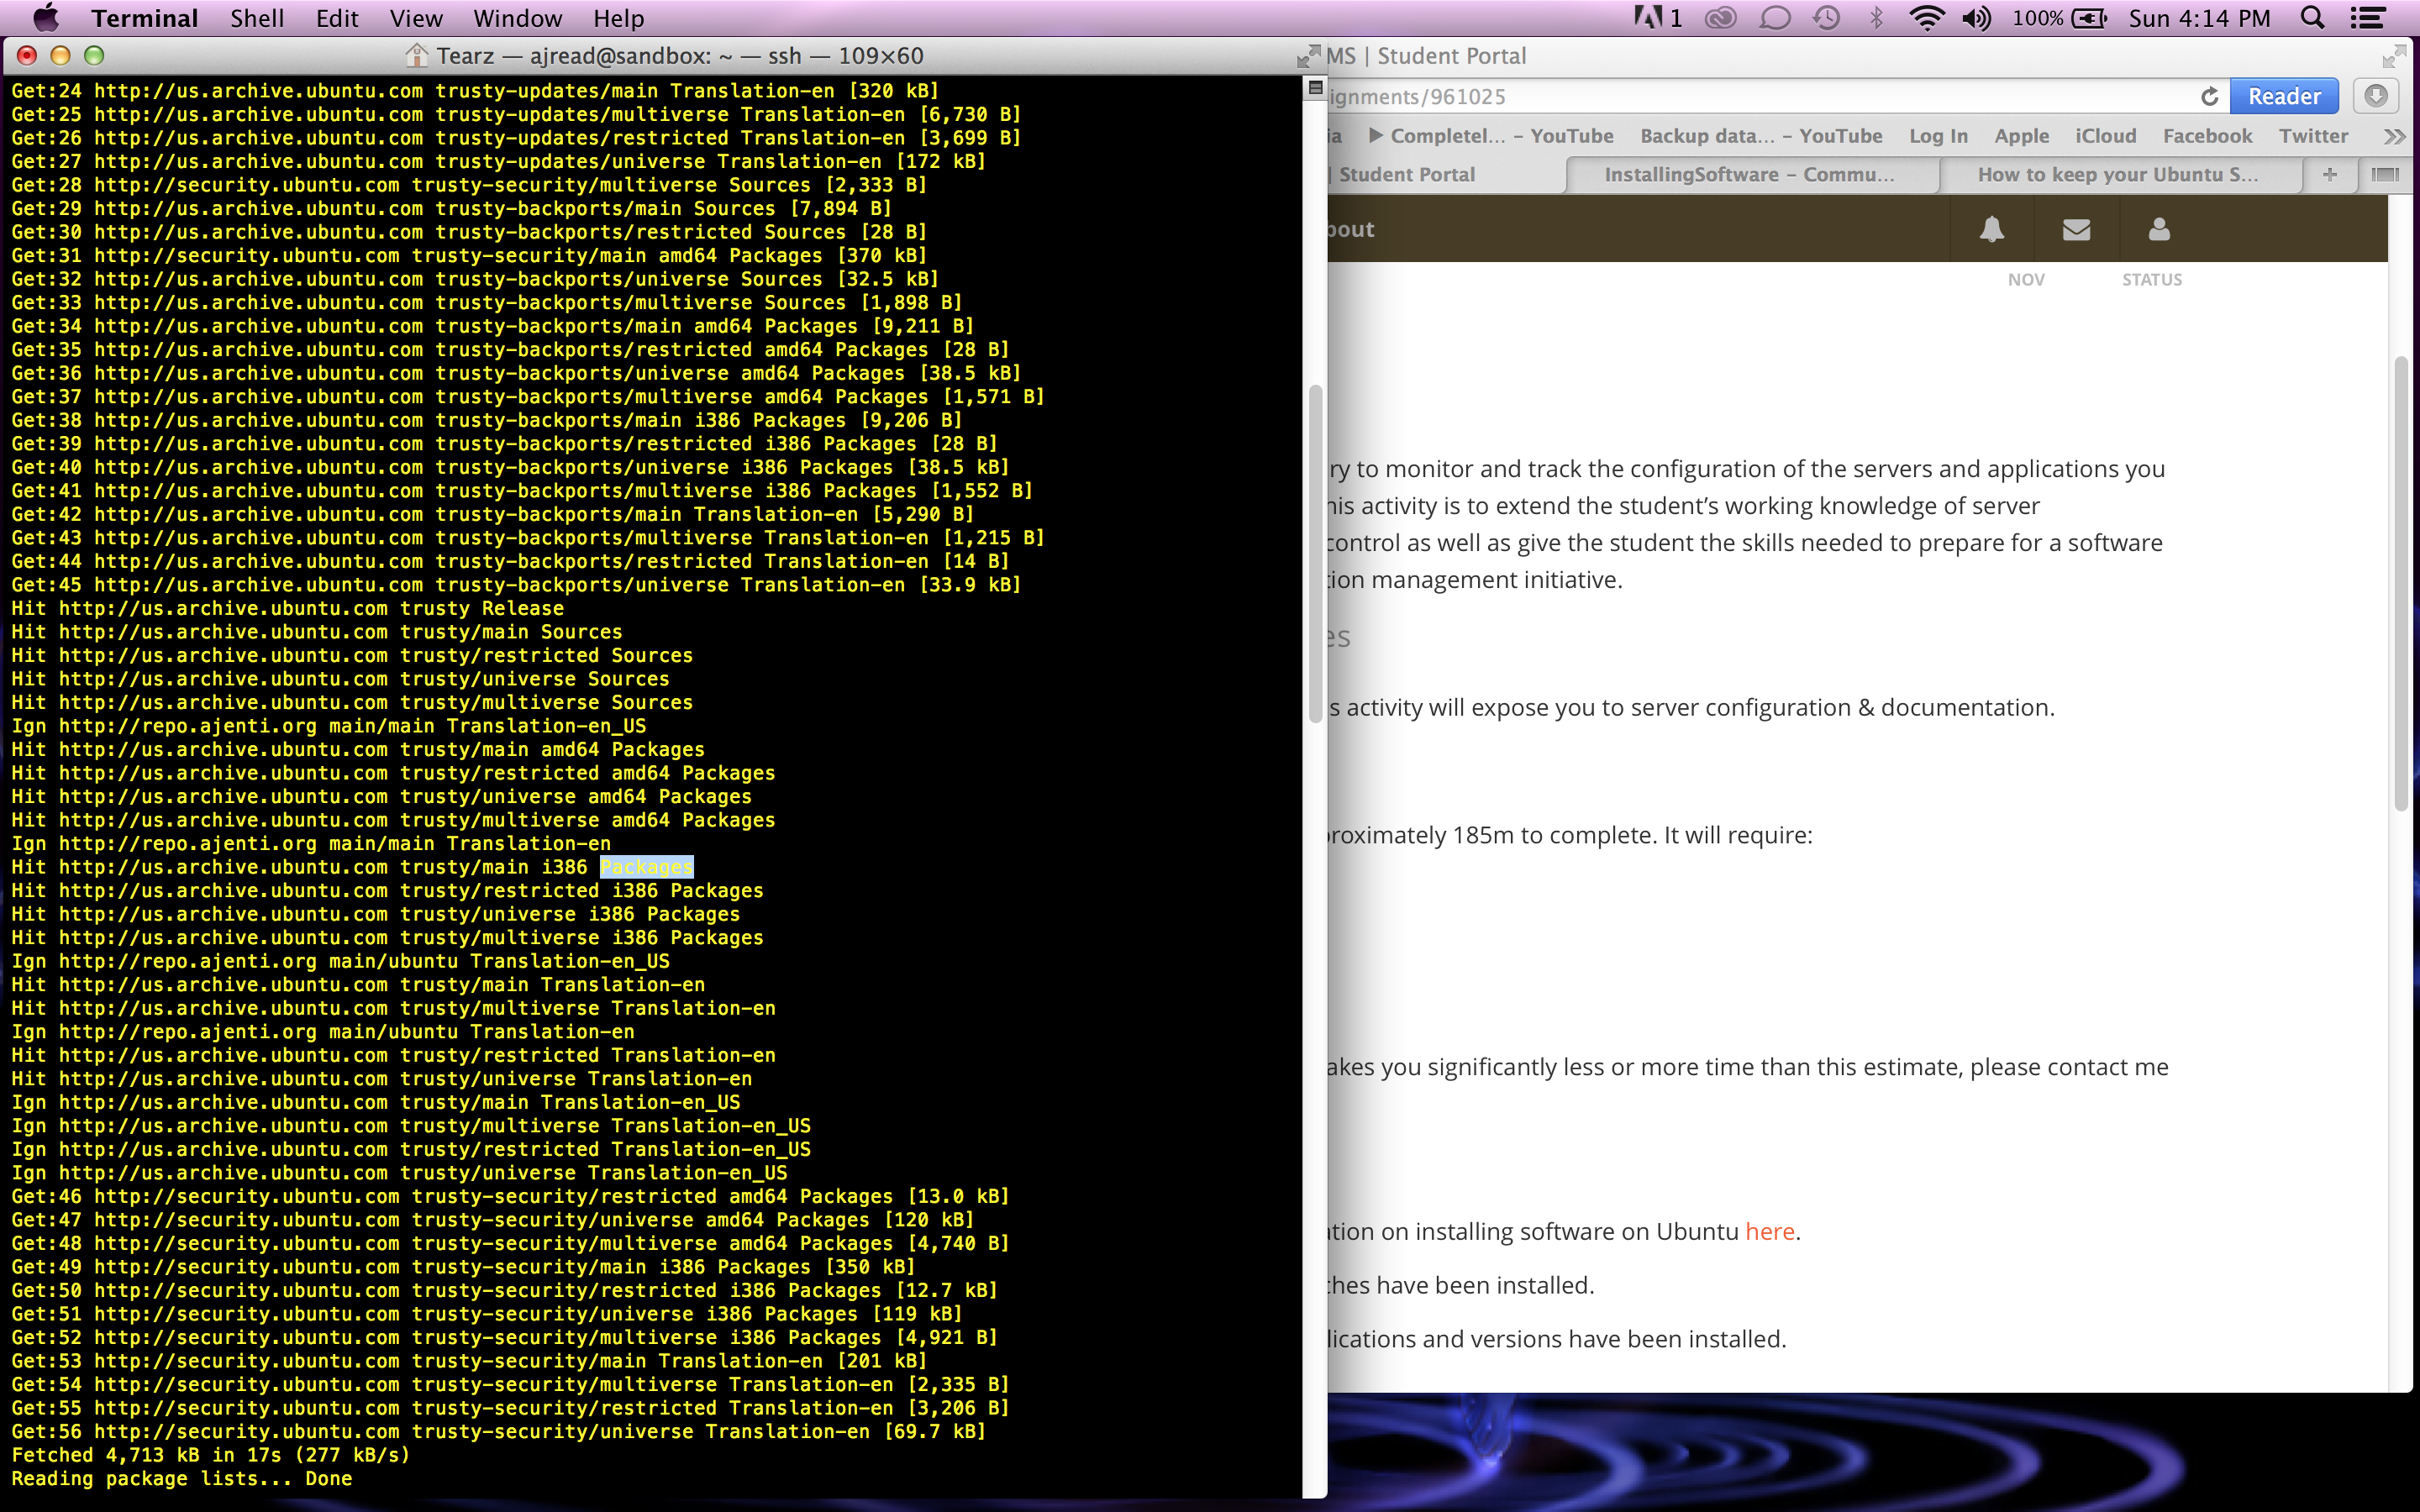 Terminal Shell Edit View Window Help
1 100% Sun 4:14 PM
Tearz — ajread@sandbox: ~ — ssh — 109×60
Get:24 http://us.archive.ubuntu.com trusty-updates/main Translation-en [320 kB]
Get:25 http://us.archive.ubuntu.com trusty-updates/multiverse Translation-en [6,730 B]
Get:26 http://us.archive.ubuntu.com trusty-updates/restricted Translation-en [3,699 B]
Get:27 http://us.archive.ubuntu.com trusty-updates/universe Translation-en [172 kB]
Get:28 http://security.ubuntu.com trusty-security/multiverse Sources [2,333 B]
Get:29 http://us.archive.ubuntu.com trusty-backports/main Sources [7,894 B]
Get:30 http://us.archive.ubuntu.com trusty-backports/restricted Sources [28 B]
Get:31 http://security.ubuntu.com trusty-security/main amd64 Packages [370 kB]
Get:32 http://us.archive.ubuntu.com trusty-backports/universe Sources [32.5 kB]
Get:33 http://us.archive.ubuntu.com trusty-backports/multiverse Sources [1,898 B]
Get:34 http://us.archive.ubuntu.com trusty-backports/main amd64 Packages [9,211 B]
Get:35 http://us.archive.ubuntu.com trusty-backports/restricted amd64 Packages [28 B]
Get:36 http://us.archive.ubuntu.com trusty-backports/universe amd64 Packages [38.5 kB]
Get:37 http://us.archive.ubuntu.com trusty-backports/multiverse amd64 Packages [1,571 B]
Get:38 http://us.archive.ubuntu.com trusty-backports/main i386 Packages [9,206 B]
Get:39 http://us.archive.ubuntu.com trusty-backports/restricted i386 Packages [28 B]
Get:40 http://us.archive.ubuntu.com trusty-backports/universe i386 Packages [38.5 kB]
Get:41 http://us.archive.ubuntu.com trusty-backports/multiverse i386 Packages [1,552 B]
Get:42 http://us.archive.ubuntu.com trusty-backports/main Translation-en [5,290 B]
Get:43 http://us.archive.ubuntu.com trusty-backports/multiverse Translation-en [1,215 B]
Get:44 http://us.archive.ubuntu.com trusty-backports/restricted Translation-en [14 B]
Get:45 http://us.archive.ubuntu.com trusty-backports/universe Translation-en [33.9 kB]
Hit http://us.archive.ubuntu.com trusty Release
Hit http://us.archive.ubuntu.com trusty/main Sources
Hit http://us.archive.ubuntu.com trusty/restricted Sources
Hit http://us.archive.ubuntu.com trusty/universe Sources
Hit http://us.archive.ubuntu.com trusty/multiverse Sources
Ign http://repo.ajenti.org main/main Translation-en_US
Hit http://us.archive.ubuntu.com trusty/main amd64 Packages
Hit http://us.archive.ubuntu.com trusty/restricted amd64 Packages
Hit http://us.archive.ubuntu.com trusty/universe amd64 Packages
Hit http://us.archive.ubuntu.com trusty/multiverse amd64 Packages
Ign http://repo.ajenti.org main/main Translation-en
Hit http://us.archive.ubuntu.com trusty/main i386 Packages
Hit http://us.archive.ubuntu.com trusty/restricted i386 Packages
Hit http://us.archive.ubuntu.com trusty/universe i386 Packages
Hit http://us.archive.ubuntu.com trusty/multiverse i386 Packages
Ign http://repo.ajenti.org main/ubuntu Translation-en_US
Hit http://us.archive.ubuntu.com trusty/main Translation-en
Hit http://us.archive.ubuntu.com trusty/multiverse Translation-en
Ign http://repo.ajenti.org main/ubuntu Translation-en
Hit http://us.archive.ubuntu.com trusty/restricted Translation-en
Hit http://us.archive.ubuntu.com trusty/universe Translation-en
Ign http://us.archive.ubuntu.com trusty/main Translation-en_US
Ign http://us.archive.ubuntu.com trusty/multiverse Translation-en_US
Ign http://us.archive.ubuntu.com trusty/restricted Translation-en_US
Ign http://us.archive.ubuntu.com trusty/universe Translation-en_US
Get:46 http://security.ubuntu.com trusty-security/restricted amd64 Packages [13.0 kB]
Get:47 http://security.ubuntu.com trusty-security/universe amd64 Packages [120 kB]
Get:48 http://security.ubuntu.com trusty-security/multiverse amd64 Packages [4,740 B]
Get:49 http://security.ubuntu.com trusty-security/main i386 Packages [350 kB]
Get:50 http://security.ubuntu.com trusty-security/restricted i386 Packages [12.7 kB]
Get:51 http://security.ubuntu.com trusty-security/universe i386 Packages [119 kB]
Get:52 http://security.ubuntu.com trusty-security/multiverse i386 Packages [4,921 B]
Get:53 http://security.ubuntu.com trusty-security/main Translation-en [201 kB]
Get:54 http://security.ubuntu.com trusty-security/multiverse Translation-en [2,335 B]
Get:55 http://security.ubuntu.com trusty-security/restricted Translation-en [3,206 B]
Get:56 http://security.ubuntu.com trusty-security/universe Translation-en [69.7 kB]
Fetched 4,713 kB in 17s (277 kB/s)
Reading package lists... Done
MS | Student Portal
ignments/961025 Reader
ia ▶ Completel... – YouTube Backup data... – YouTube Log In Apple iCloud Facebook Twitter >>
| Student Portal InstallingSoftware – Commu... How to keep your Ubuntu S... +
bout
NOV STATUS
ry to monitor and track the configuration of the servers and applications you
his activity is to extend the student’s working knowledge of server
control as well as give the student the skills needed to prepare for a software
tion management initiative.
es
s activity will expose you to server configuration & documentation.
proximately 185m to complete. It will require:
akes you significantly less or more time than this estimate, please contact me
ation on installing software on Ubuntu here.
ches have been installed.
lications and versions have been installed.